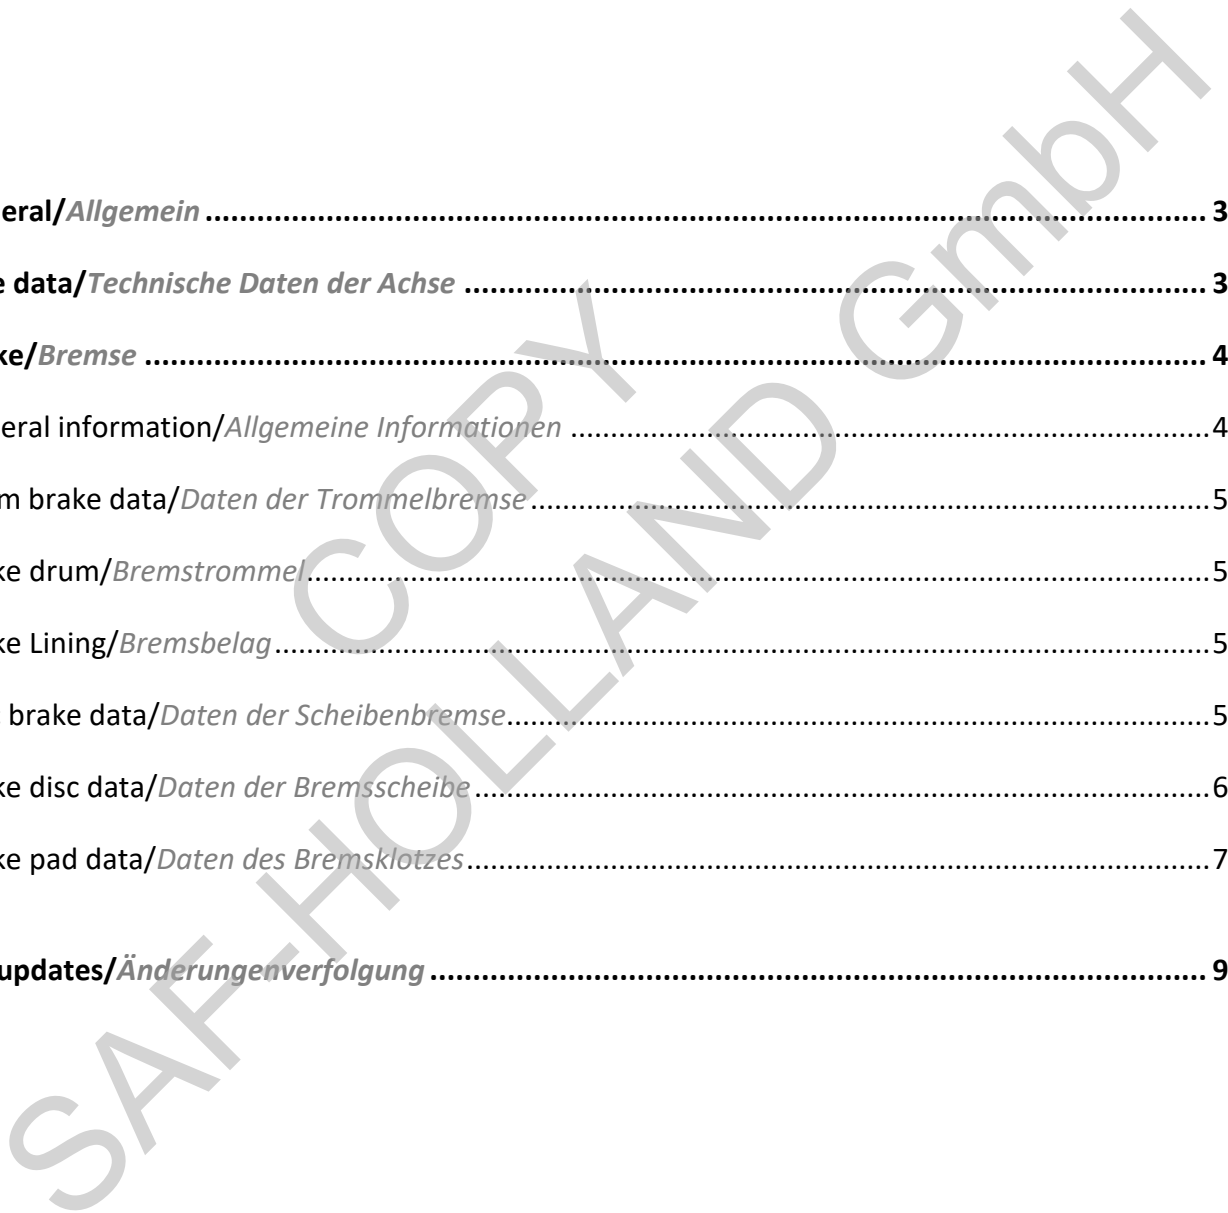 eral/Allgemein ........................................ 3
e data/Technische Daten der Achse ........................................ 3
ke/Bremse ........................................ 4
eral information/Allgemeine Informationen ........................................ 4
m brake data/Daten der Trommelbremse ........................................ 5
ke drum/Bremstrommel ........................................ 5
ke Lining/Bremsbelag ........................................ 5
brake data/Daten der Scheibenbremse ........................................ 5
ke disc data/Daten der Bremsscheibe ........................................ 6
ke pad data/Daten des Bremsklotzes ........................................ 7
updates/Änderungenverfolgung ........................................ 9
COPY
SAF-HOLLAND GmbH